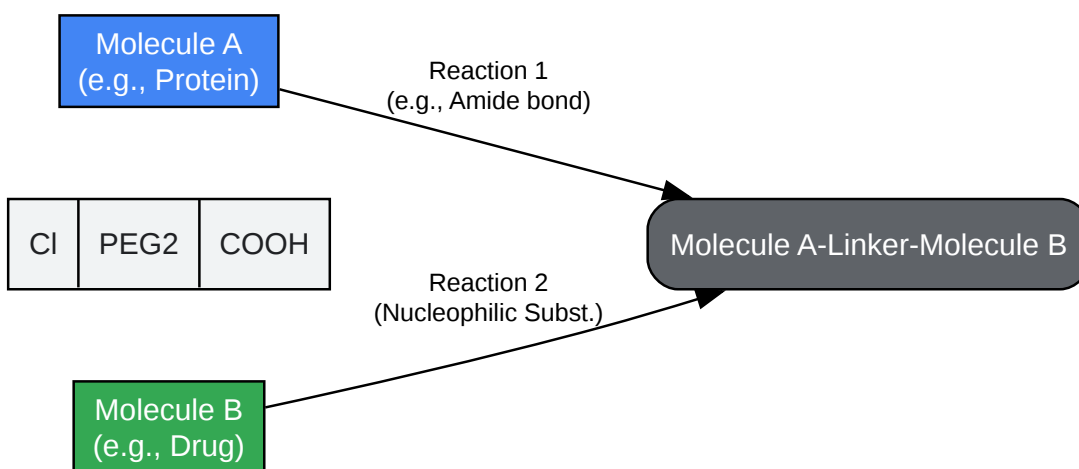 Molecule A
(e.g., Protein)
Reaction 1
(e.g., Amide bond)
Cl PEG2 COOH
Molecule A-Linker-Molecule B
Reaction 2
(Nucleophilic Subst.)
Molecule B
(e.g., Drug)